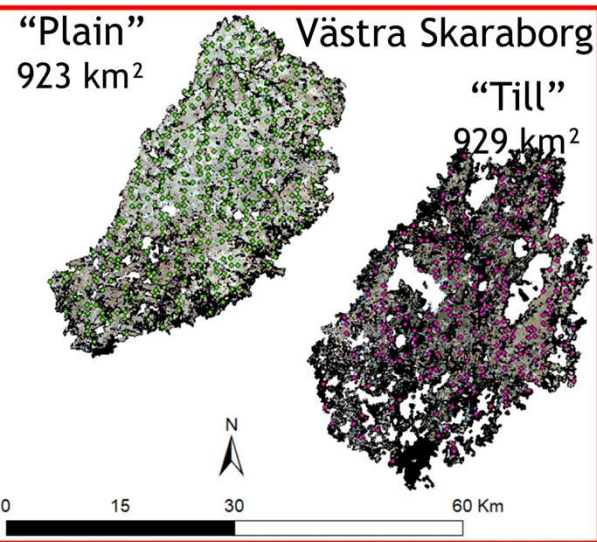 “Plain”
923 km²
Västra Skaraborg
“Till”
929 km²
N
0 15 30 60 Km